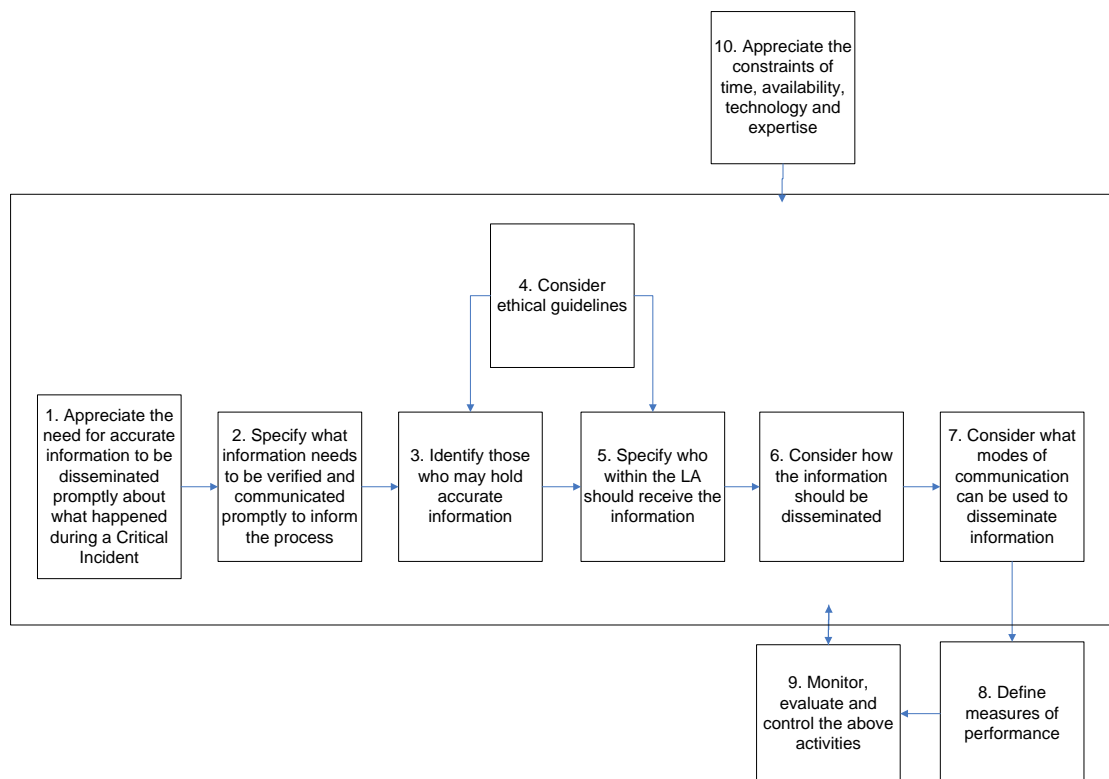 10. Appreciate the
constraints of
time, availability,
technology and
expertise
4. Consider
ethical guidelines
1. Appreciate the
need for accurate
information to be
disseminated
promptly about
what happened
during a Critical
Incident
2. Specify what
information needs
to be verified and
communicated
promptly to inform
the process
3. Identify those
who may hold
accurate
information
5. Specify who
within the LA
should receive the
information
6. Consider how
the information
should be
disseminated
7. Consider what
modes of
communication
can be used to
disseminate
information
9. Monitor,
evaluate and
control the above
activities
8. Define
measures of
performance